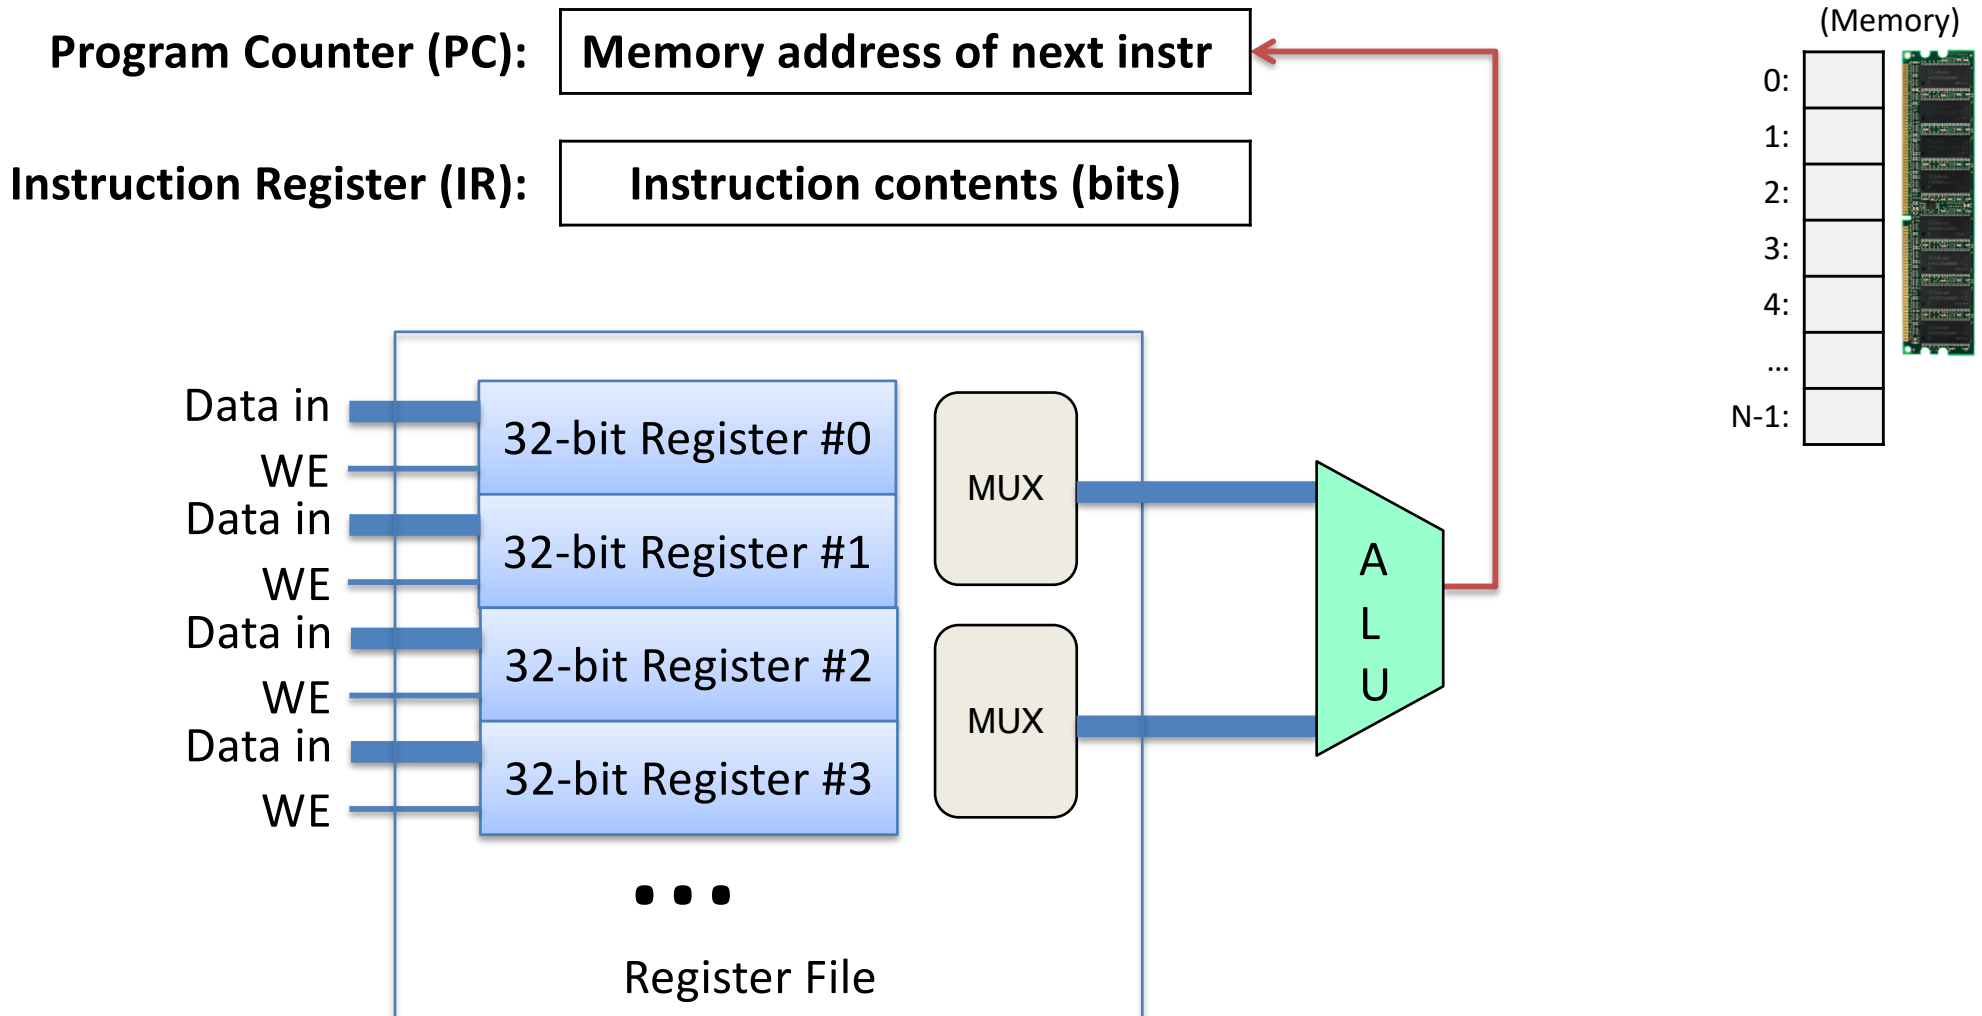 (Memory)
Program Counter (PC): Memory address of next instr
0:
1:
Instruction Register (IR): Instruction contents (bits)
2:
3:
4:
...
N-1:
Data in
32-bit Register #0
WE
MUX
Data in
32-bit Register #1
WE
Data in
32-bit Register #2
WE
MUX
Data in
32-bit Register #3
WE
A
L
U
...
Register File